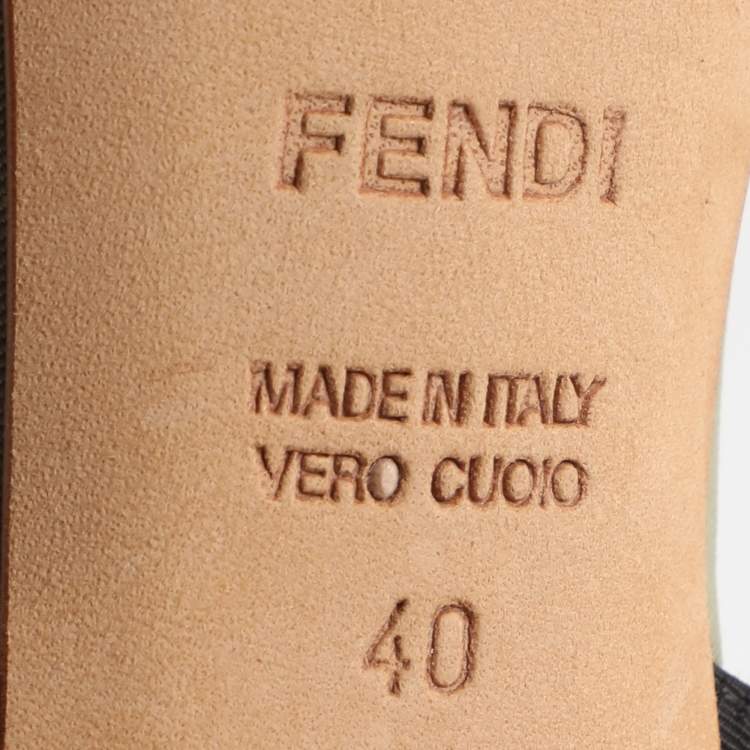 FENDI
MADE IN ITALY
VERO CUOIO
40